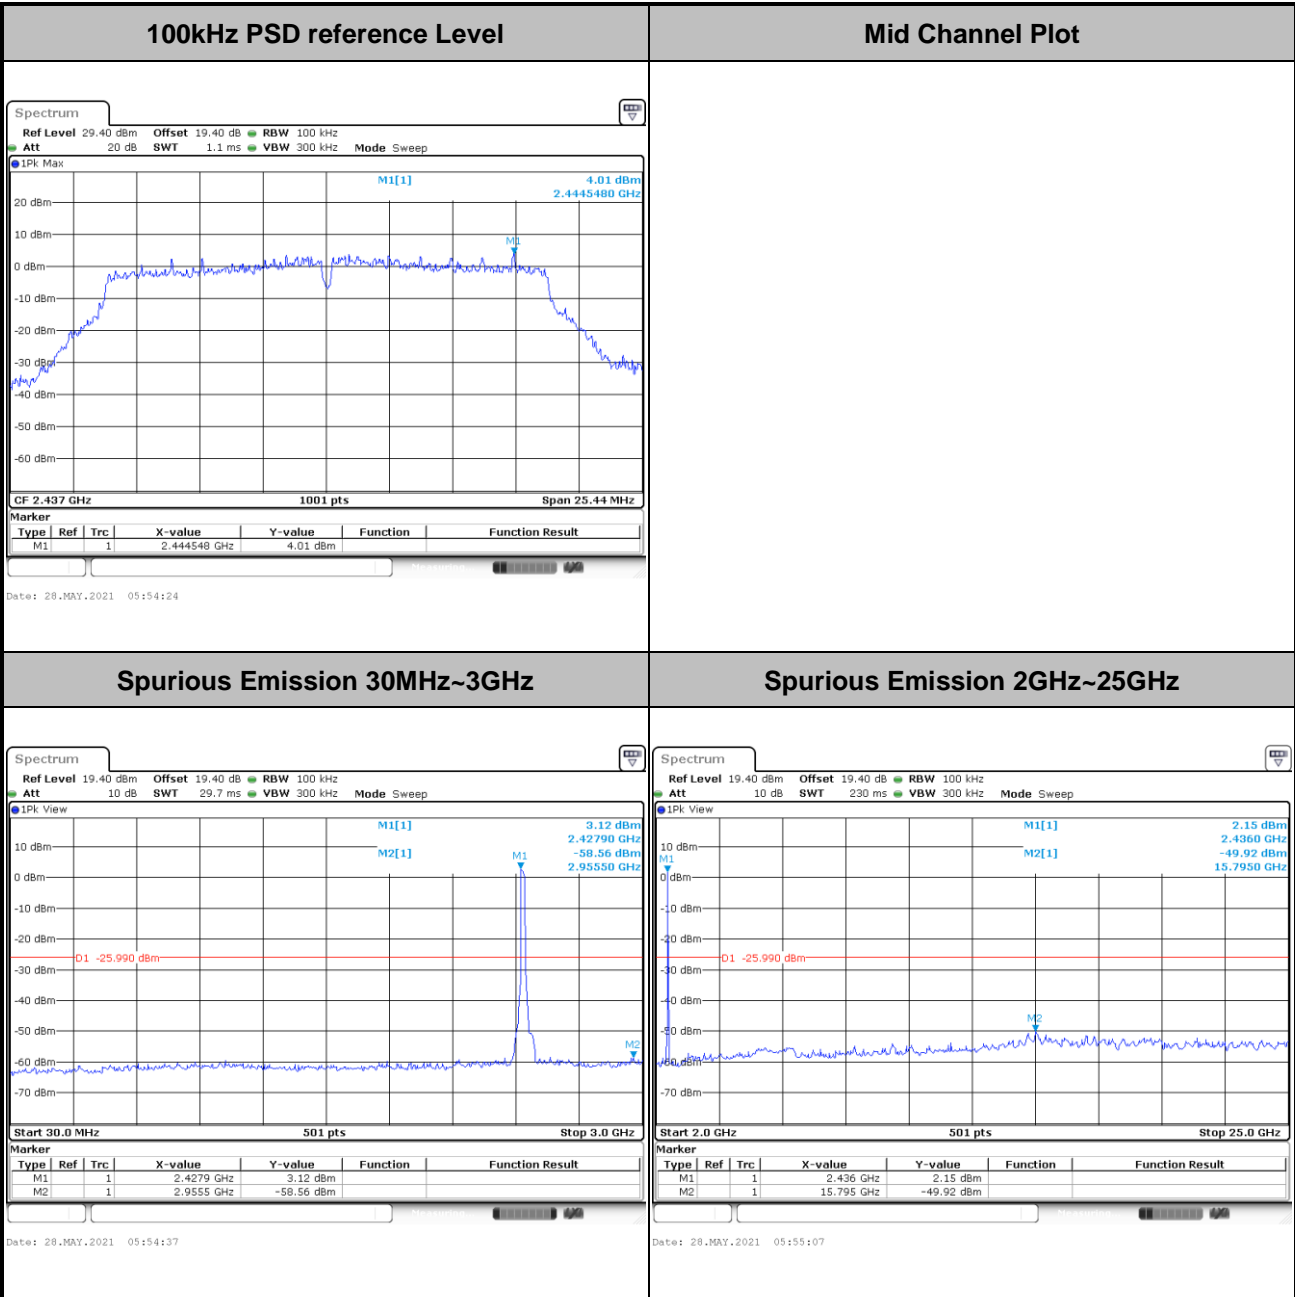 100kHz PSD reference Level
Mid Channel Plot
Spectrum
Ref Level 29.40 dBm Offset 19.40 dB RBW 100 kHz
Att 20 dB SWT 1.1 ms VBW 300 kHz Mode Sweep
1Pk Max
M1[1] 4.01 dBm
2.4445480 GHz
20 dBm
M1
10 dBm
0 dBm
-10 dBm
-20 dBm
-30 dBm
-40 dBm
-50 dBm
-60 dBm
CF 2.437 GHz 1001 pts Span 25.44 MHz
Marker
Type Ref Trc X-value Y-value Function Function Result
M1 1 2.444548 GHz 4.01 dBm
Date: 28.MAY.2021 05:54:24
Spurious Emission 30MHz~3GHz
Spurious Emission 2GHz~25GHz
Spectrum
Ref Level 19.40 dBm Offset 19.40 dB RBW 100 kHz
Att 10 dB SWT 29.7 ms VBW 300 kHz Mode Sweep
1Pk View
M1[1] 3.12 dBm
2.42790 GHz
M2[1] -58.56 dBm
2.95550 GHz
10 dBm
M1
0 dBm
-10 dBm
-20 dBm
D1 -25.990 dBm
-30 dBm
-40 dBm
-50 dBm
M2
-60 dBm
-70 dBm
Start 30.0 MHz 501 pts Stop 3.0 GHz
Marker
Type Ref Trc X-value Y-value Function Function Result
M1 1 2.4279 GHz 3.12 dBm
M2 1 2.9555 GHz -58.56 dBm
Date: 28.MAY.2021 05:54:37
Spectrum
Ref Level 19.40 dBm Offset 19.40 dB RBW 100 kHz
Att 10 dB SWT 230 ms VBW 300 kHz Mode Sweep
1Pk View
M1[1] 2.15 dBm
2.4360 GHz
M2[1] -49.92 dBm
15.7950 GHz
10 dBm
M1
0 dBm
-10 dBm
-20 dBm
D1 -25.990 dBm
-30 dBm
-40 dBm
M2
-50 dBm
-60 dBm
-70 dBm
Start 2.0 GHz 501 pts Stop 25.0 GHz
Marker
Type Ref Trc X-value Y-value Function Function Result
M1 1 2.436 GHz 2.15 dBm
M2 1 15.795 GHz -49.92 dBm
Date: 28.MAY.2021 05:55:07